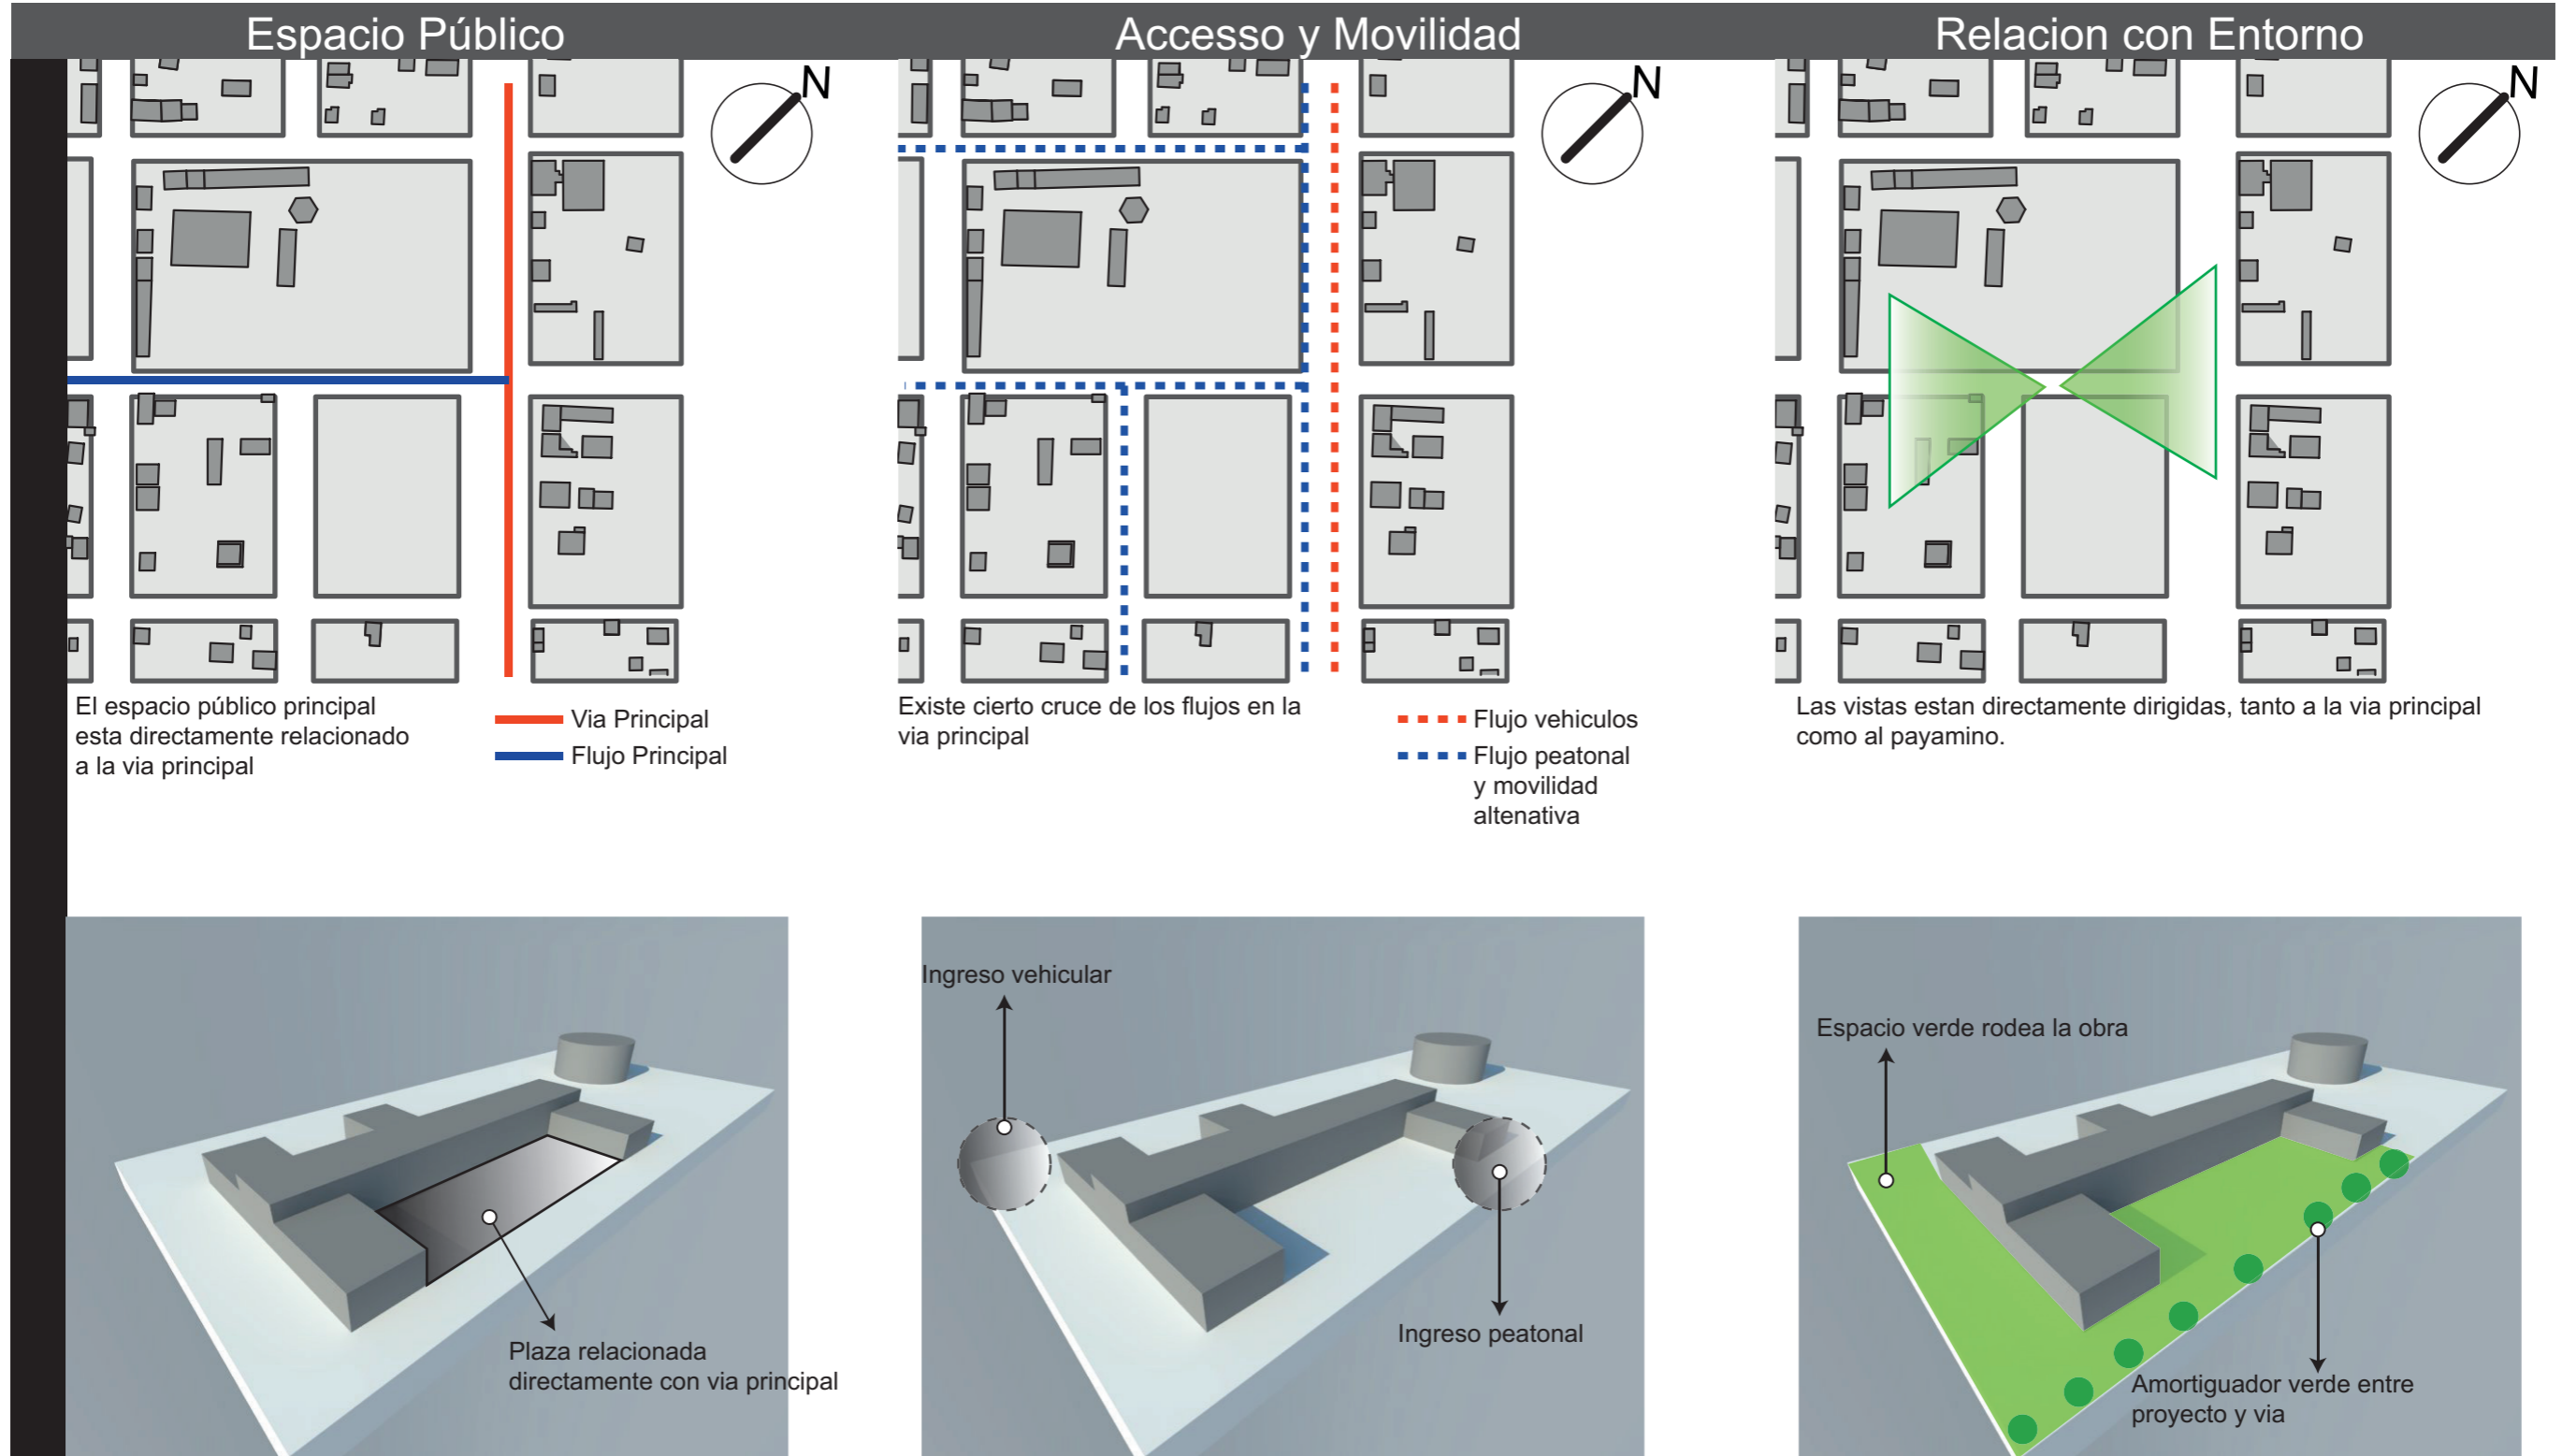 Espacio Público
Accesso y Movilidad
Relacion con Entorno
N
N
N
El espacio público principal
esta directamente relacionado
a la via principal
Via Principal
Flujo Principal
Existe cierto cruce de los flujos en la
via principal
Flujo vehiculos
Flujo peatonal
y movilidad
altenativa
Las vistas estan directamente dirigidas, tanto a la via principal
como al payamino.
Plaza relacionada
directamente con via principal
Ingreso vehicular
Ingreso peatonal
Espacio verde rodea la obra
Amortiguador verde entre
proyecto y via